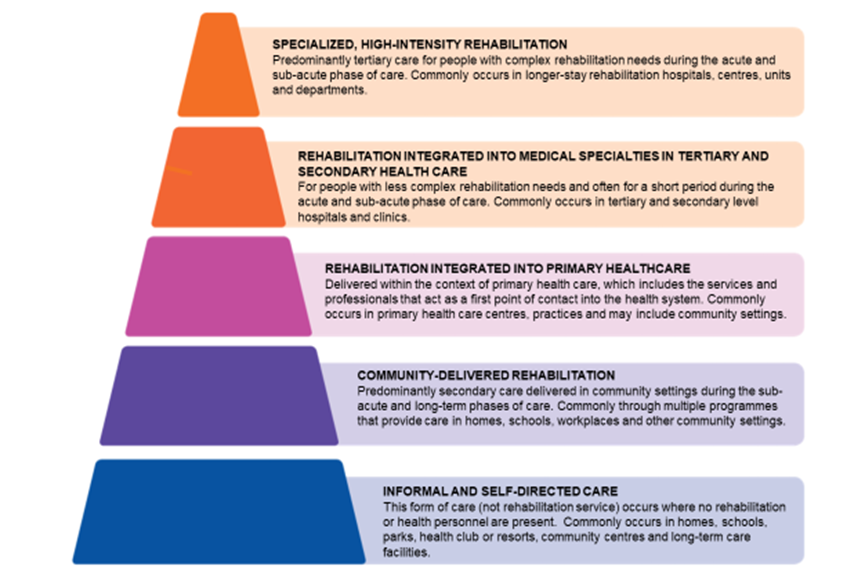 SPECIALIZED, HIGH-INTENSITY REHABILITATION
Predominantly tertiary care for people with complex rehabilitation needs during the acute and
sub-acute phase of care. Commonly occurs in longer-stay rehabilitation hospitals, centres, units
and departments.
REHABILITATION INTEGRATED INTO MEDICAL SPECIALTIES IN TERTIARY AND
SECONDARY HEALTH CARE
For people with less complex rehabilitation needs and often for a short period during the
acute and sub-acute phase of care. Commonly occurs in tertiary and secondary level
hospitals and clinics.
REHABILITATION INTEGRATED INTO PRIMARY HEALTHCARE
Delivered within the context of primary health care, which includes the services and
professionals that act as a first point of contact into the health system. Commonly
occurs in primary health care centres, practices and may include community settings.
COMMUNITY-DELIVERED REHABILITATION
Predominantly secondary care delivered in community settings during the sub-
acute and long-term phases of care. Commonly through multiple programmes
that provide care in homes, schools, workplaces and other community settings.
INFORMAL AND SELF-DIRECTED CARE
This form of care (not rehabilitation service) occurs where no rehabilitation
or health personnel are present. Commonly occurs in homes, schools,
parks, health club or resorts, community centres and long-term care
facilities.